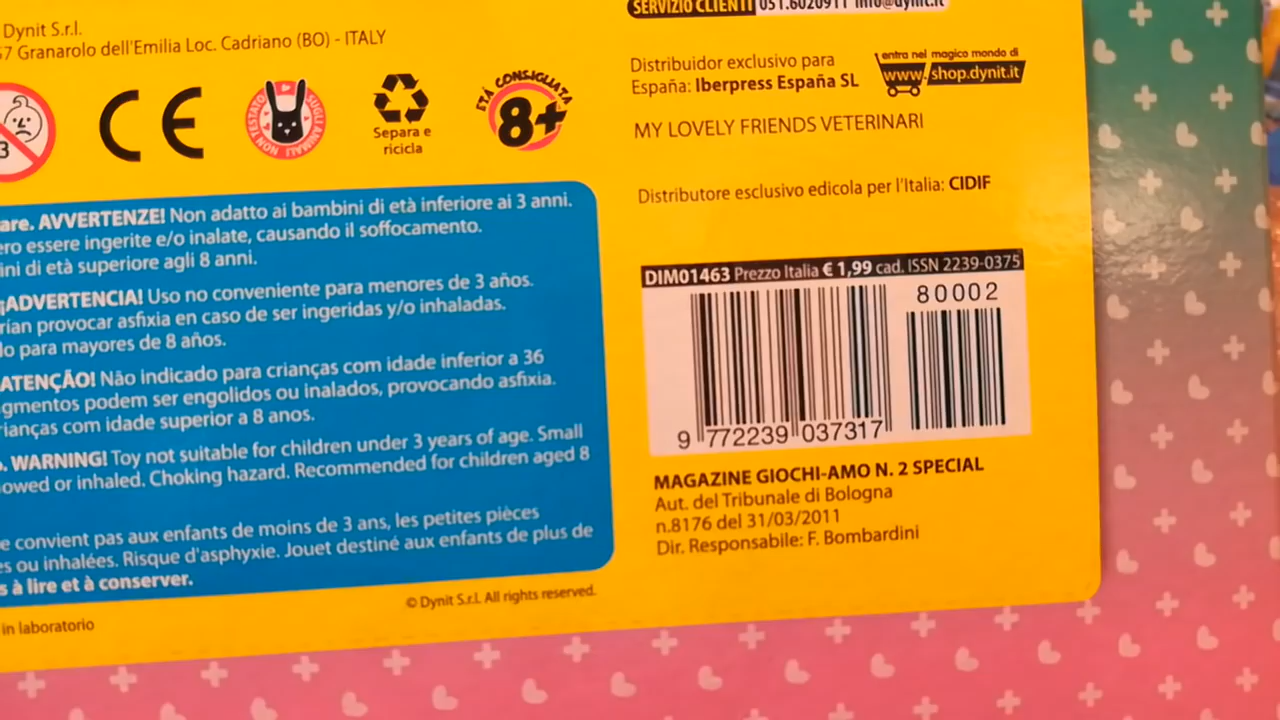 Dynit S.r.l.
57 Granarolo dell'Emilia Loc. Cadriano (BO) - ITALY
3
CE
NON TESTATO SUGLI ANIMALI
Separa e
ricicla
ETÀ CONSIGLIATA
8+
are. AVVERTENZE! Non adatto ai bambini di età inferiore ai 3 anni.
ero essere ingerite e/o inalate, causando il soffocamento.
ini di età superiore agli 8 anni.
¡ADVERTENCIA! Uso no conveniente para menores de 3 años.
rían provocar asfixia en caso de ser ingeridas y/o inhaladas.
lo para mayores de 8 años.
ATENÇÃO! Não indicado para crianças com idade inferior a 36
gmentos podem ser engolidos ou inalados, provocando asfixia.
rianças com idade superior a 8 anos.
. WARNING! Toy not suitable for children under 3 years of age. Small
owed or inhaled. Choking hazard. Recommended for children aged 8
e convient pas aux enfants de moins de 3 ans, les petites pièces
s ou inhalées. Risque d'asphyxie. Jouet destiné aux enfants de plus de
s à lire et à conserver.
© Dynit S.r.l. All rights reserved.
in laboratorio
SERVIZIO CLIENTI 051.6020911 info@dynit.it
Distribuidor exclusivo para
España: Iberpress España SL
entra nel magico mondo di
www.shop.dynit.it
MY LOVELY FRIENDS VETERINARI
Distributore esclusivo edicola per l'Italia: CIDIF
DIM01463 Prezzo Italia € 1,99 cad. ISSN 2239-0375
80002
9 772239 037317
MAGAZINE GIOCHI-AMO N. 2 SPECIAL
Aut. del Tribunale di Bologna
n.8176 del 31/03/2011
Dir. Responsabile: F. Bombardini